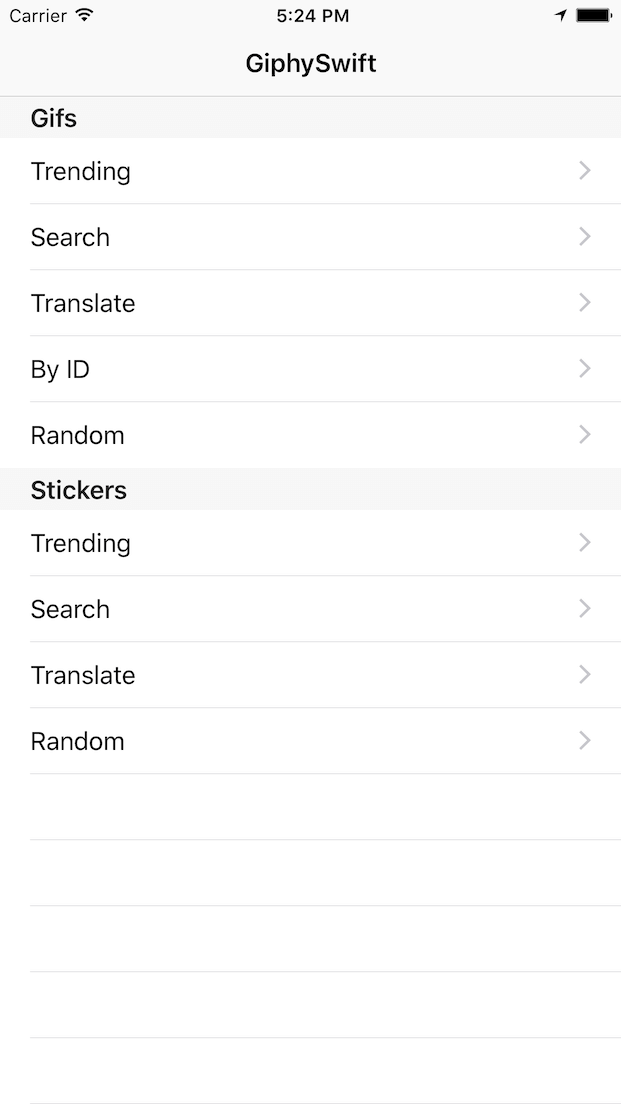 Carrier 5:24 PM
GiphySwift
Gifs
Trending
Search
Translate
By ID
Random
Stickers
Trending
Search
Translate
Random